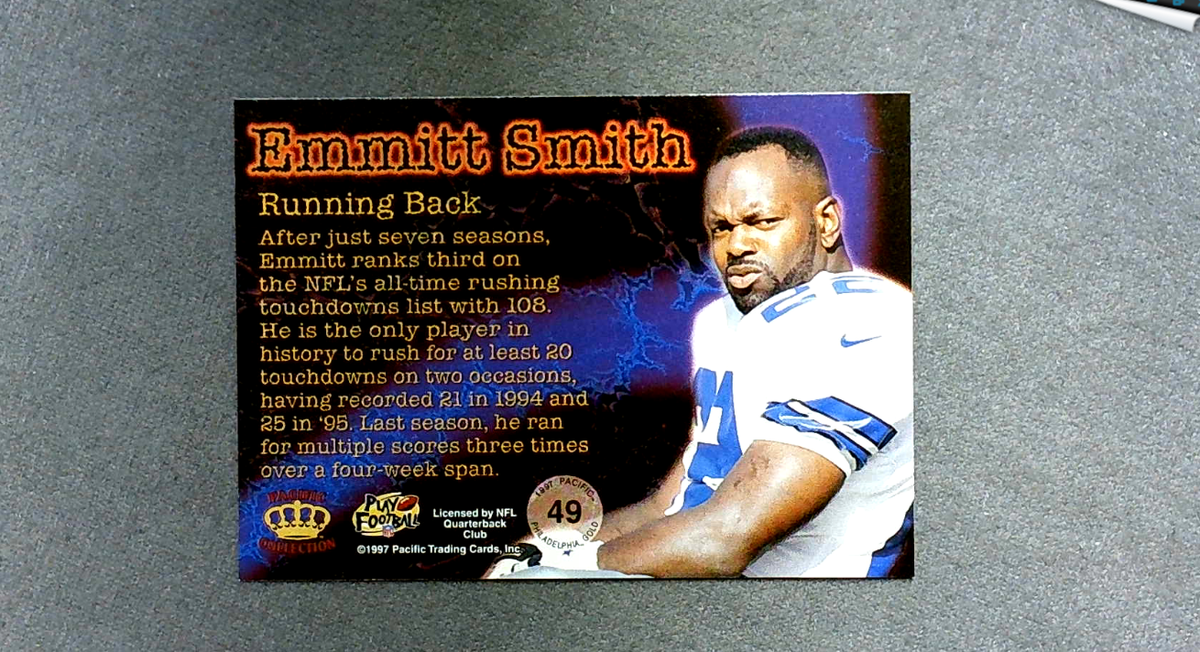 Emmitt Smith
Running Back
After just seven seasons,
Emmitt ranks third on
the NFL's all-time rushing
touchdowns list with 108.
He is the only player in
history to rush for at least 20
touchdowns on two occasions,
having recorded 21 in 1994 and
25 in '95. Last season, he ran
for multiple scores three times
over a four-week span.
PACIFIC
COLLECTION
PLAY
FOOTBALL
Licensed by NFL
Quarterback
Club
©1997 Pacific Trading Cards, Inc.
1997 PACIFIC
49
PHILADELPHIA GOLD